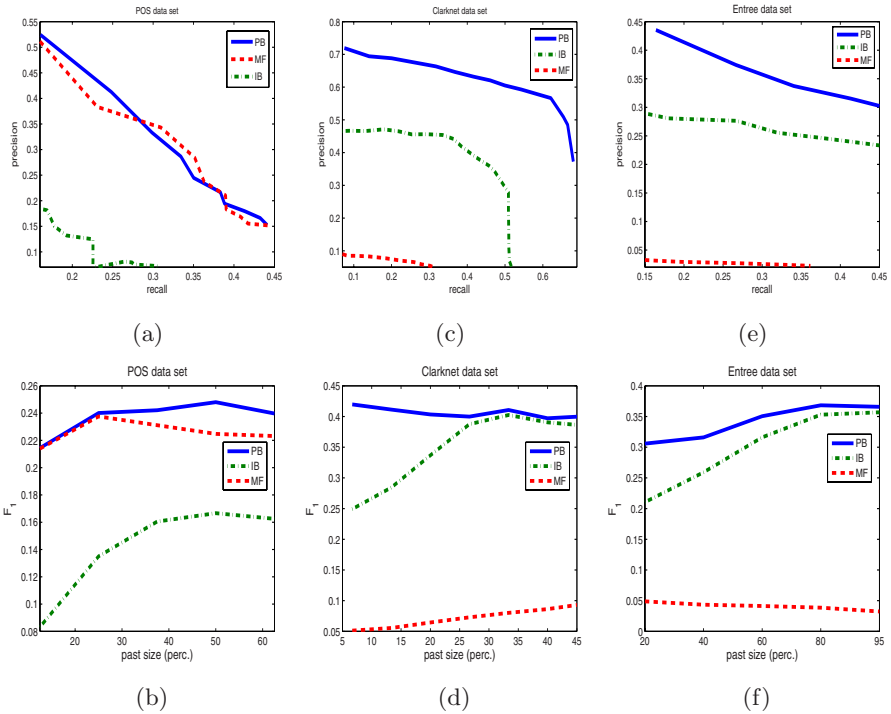 POS data set
0.55
0.5
0.45
0.4
0.35
0.3
0.25
0.2
0.15
0.1
precision
0.2 0.25 0.3 0.35 0.4 0.45
recall
PB
MF
IB
(a)
Clarknet data set
0.8
0.7
0.6
0.5
0.4
0.3
0.2
0.1
precision
0.1 0.2 0.3 0.4 0.5 0.6
recall
PB
IB
MF
(c)
Entree data set
0.45
0.4
0.35
0.3
0.25
0.2
0.15
0.1
0.05
precision
0.15 0.2 0.3 0.4 0.45
recall
PB
IB
MF
(e)
POS data set
0.26
0.24
0.22
0.2
0.18
0.16
0.14
0.12
0.1
0.08
F1
20 30 40 50 60
past size (perc.)
PB
IB
MF
(b)
Clarknet data set
0.45
0.4
0.35
0.3
0.25
0.2
0.15
0.1
0.05
F1
5 10 15 20 25 30 35 40 45
past size (perc.)
PB
IB
MF
(d)
Entree data set
0.4
0.35
0.3
0.25
0.2
0.15
0.1
0.05
0
F1
20 40 60 80 95
past size (perc.)
PB
IB
MF
(f)